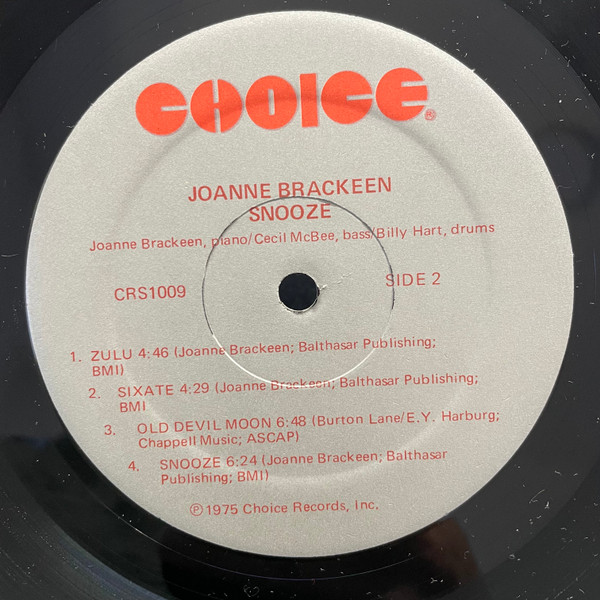 CHOICE®
JOANNE BRACKEEN
SNOOZE
Joanne Brackeen, piano/Cecil McBee, bass/Billy Hart, drums
CRS1009 SIDE 2
1. ZULU 4:46 (Joanne Brackeen; Balthasar Publishing;
BMI)
2. SIXATE 4:29 (Joanne Brackeen; Balthasar Publishing;
BMI
3. OLD DEVIL MOON 6:48 (Burton Lane/E.Y. Harburg;
Chappell Music; ASCAP)
4. SNOOZE 6:24 (Joanne Brackeen; Balthasar
Publishing; BMI)
℗1975 Choice Records, Inc.